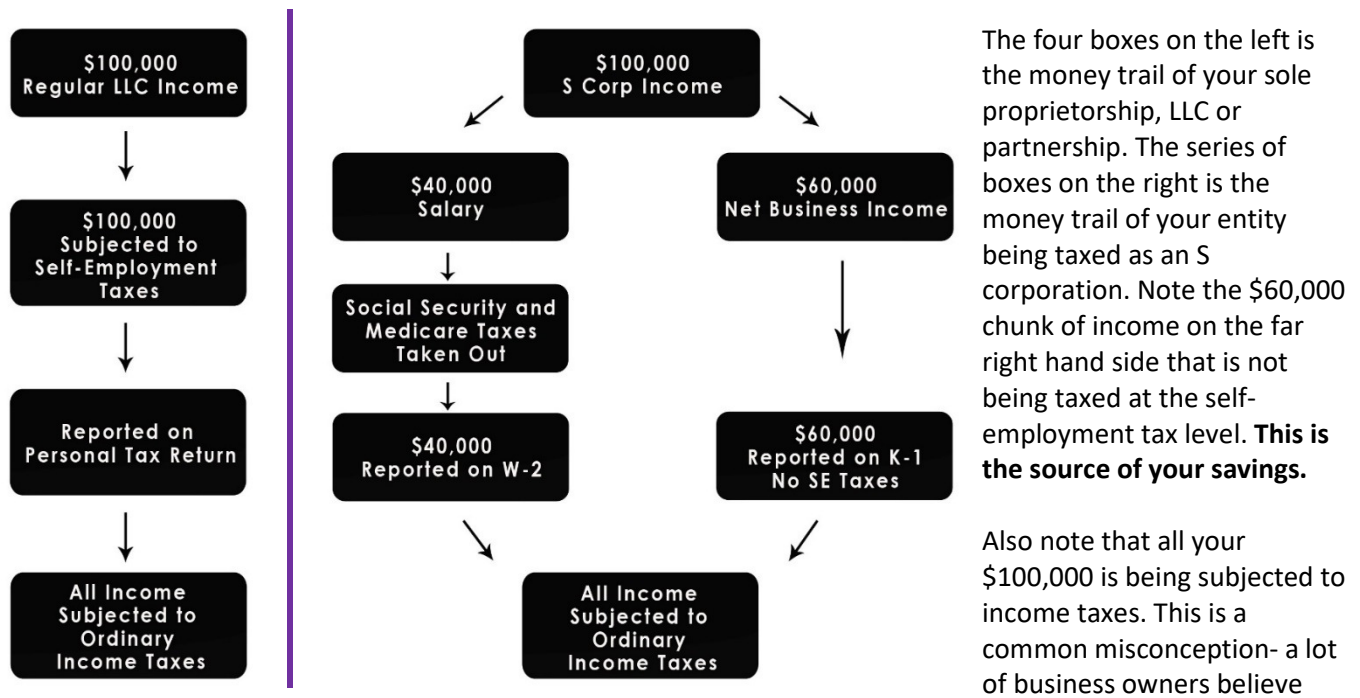 $100,000
Regular LLC Income
$100,000
Subjected to
Self-Employment
Taxes
Reported on
Personal Tax Return
All Income
Subjected to
Ordinary
Income Taxes
$100,000
S Corp Income
$40,000
Salary
$60,000
Net Business Income
Social Security and
Medicare Taxes
Taken Out
$40,000
Reported on W-2
$60,000
Reported on K-1
No SE Taxes
All Income
Subjected to
Ordinary
Income Taxes
The four boxes on the left is
the money trail of your sole
proprietorship, LLC or
partnership. The series of
boxes on the right is the
money trail of your entity
being taxed as an S
corporation. Note the $60,000
chunk of income on the far
right hand side that is not
being taxed at the self-
employment tax level. This is
the source of your savings.
Also note that all your
$100,000 is being subjected to
income taxes. This is a
common misconception- a lot
of business owners believe